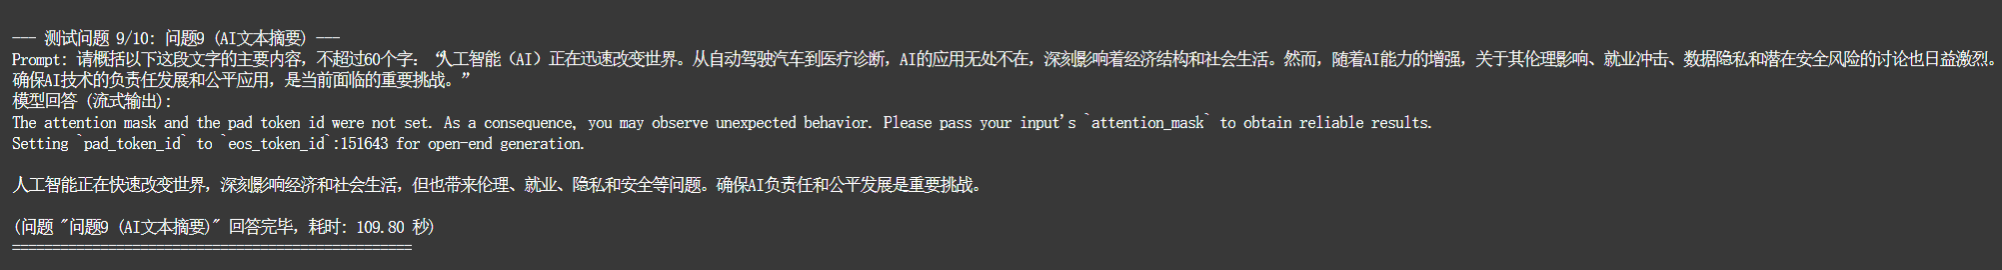 --- 测试问题 9/10: 问题9 (AI文本摘要) ---
Prompt: 请概括以下这段文字的主要内容，不超过60个字：“人工智能（AI）正在迅速改变世界。从自动驾驶汽车到医疗诊断，AI的应用无处不在，深刻影响着经济结构和社会生活。然而，随着AI能力的增强，关于其伦理影响、就业冲击、数据隐私和潜在安全风险的讨论也日益激烈。
确保AI技术的负责任发展和公平应用，是当前面临的重要挑战。”
模型回答 (流式输出):
The attention mask and the pad token id were not set. As a consequence, you may observe unexpected behavior. Please pass your input's `attention_mask` to obtain reliable results.
Setting `pad_token_id` to `eos_token_id`:151643 for open-end generation.
人工智能正在快速改变世界，深刻影响经济和社会生活，但也带来伦理、就业、隐私和安全等问题。确保AI负责任和公平发展是重要挑战。
(问题 "问题9 (AI文本摘要)" 回答完毕，耗时: 109.80 秒)
==================================================